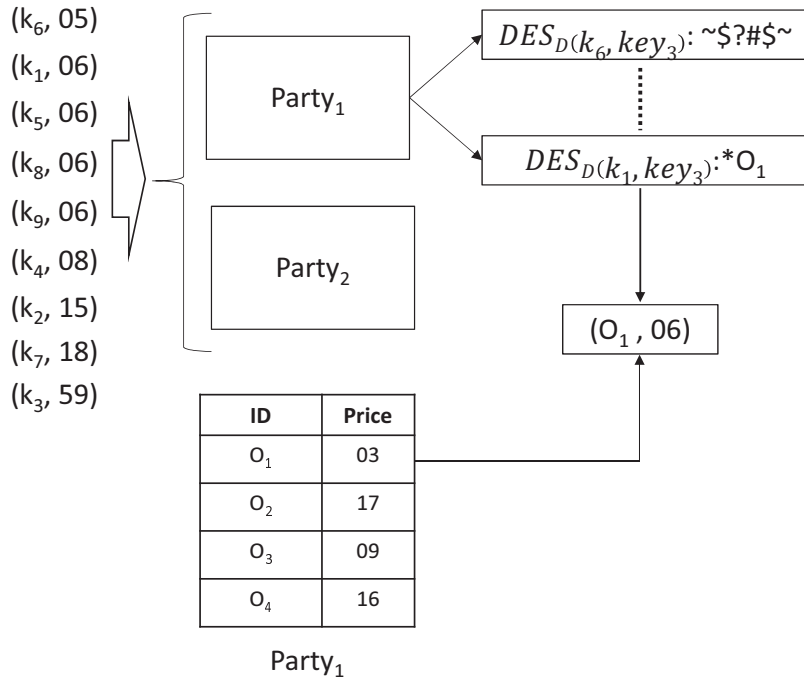 (k₆, 05)
(k₁, 06)
(k₅, 06)
(k₈, 06)
(k₉, 06)
(k₄, 08)
(k₂, 15)
(k₇, 18)
(k₃, 59)
Party₁
Party₂
DES_D(k₆, key₃): ~$?#$~
DES_D(k₁, key₃):*O₁
(O₁ , 06)
ID Price
O₁ 03
O₂ 17
O₃ 09
O₄ 16
Party₁